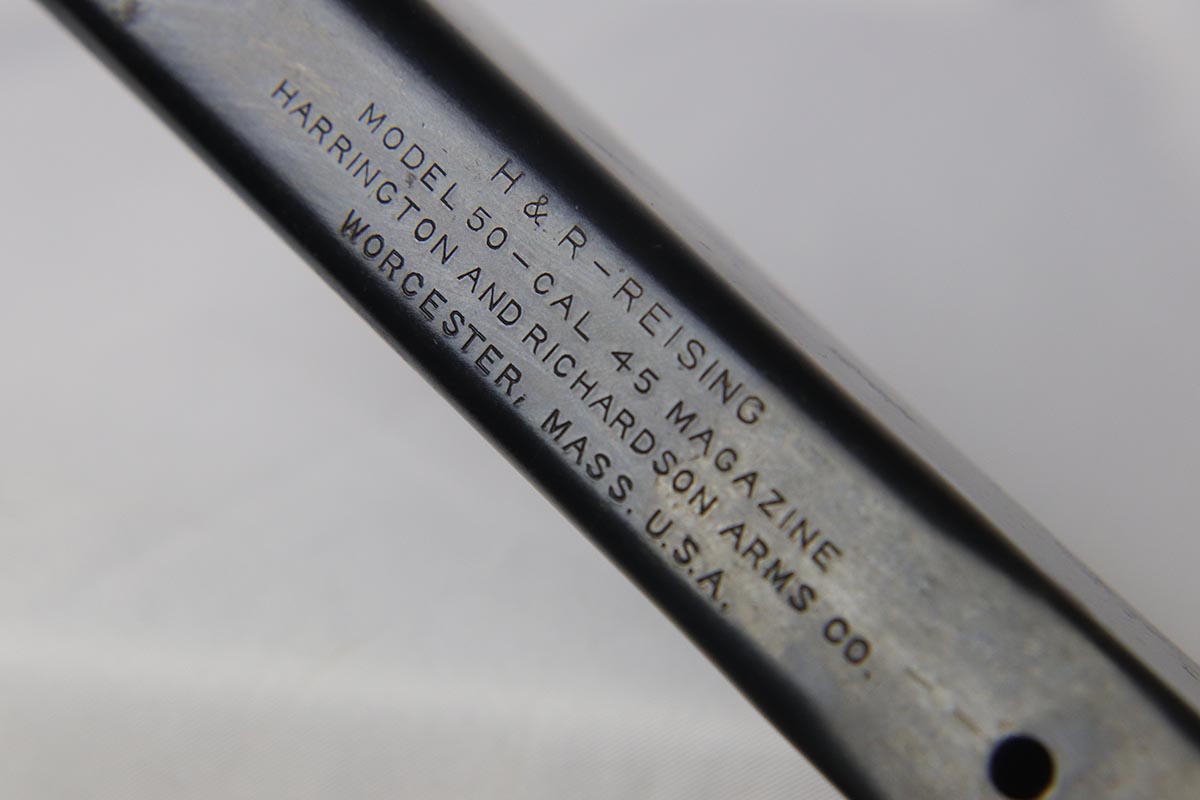 H & R – REISING
MODEL 50 – CAL 45 MAGAZINE
HARRINGTON AND RICHARDSON ARMS CO.
WORCESTER, MASS. U.S.A.